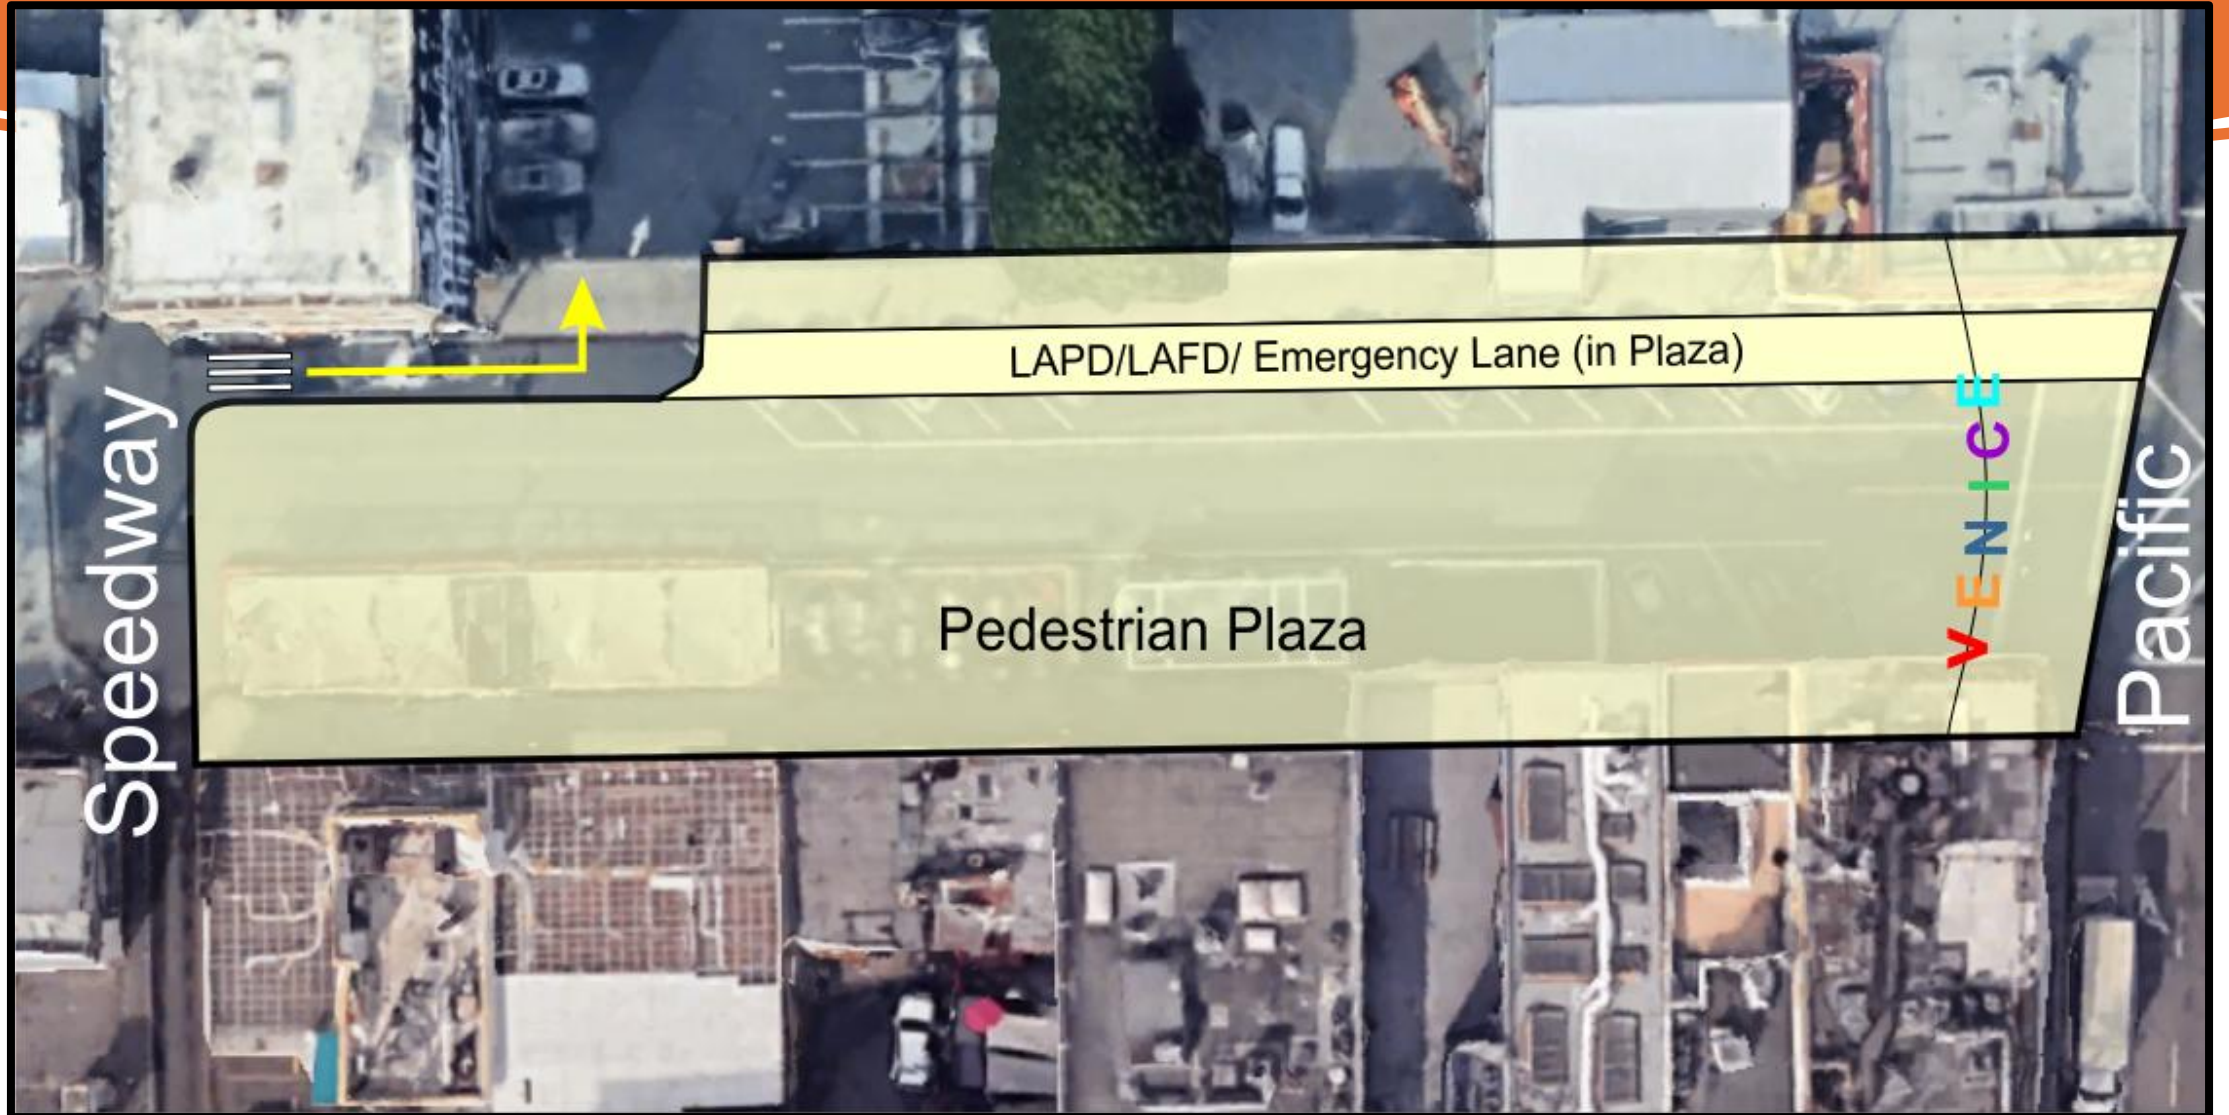 LAPD/LAFD/ Emergency Lane (in Plaza)
Speedway
Pedestrian Plaza
VENICE
Pacific